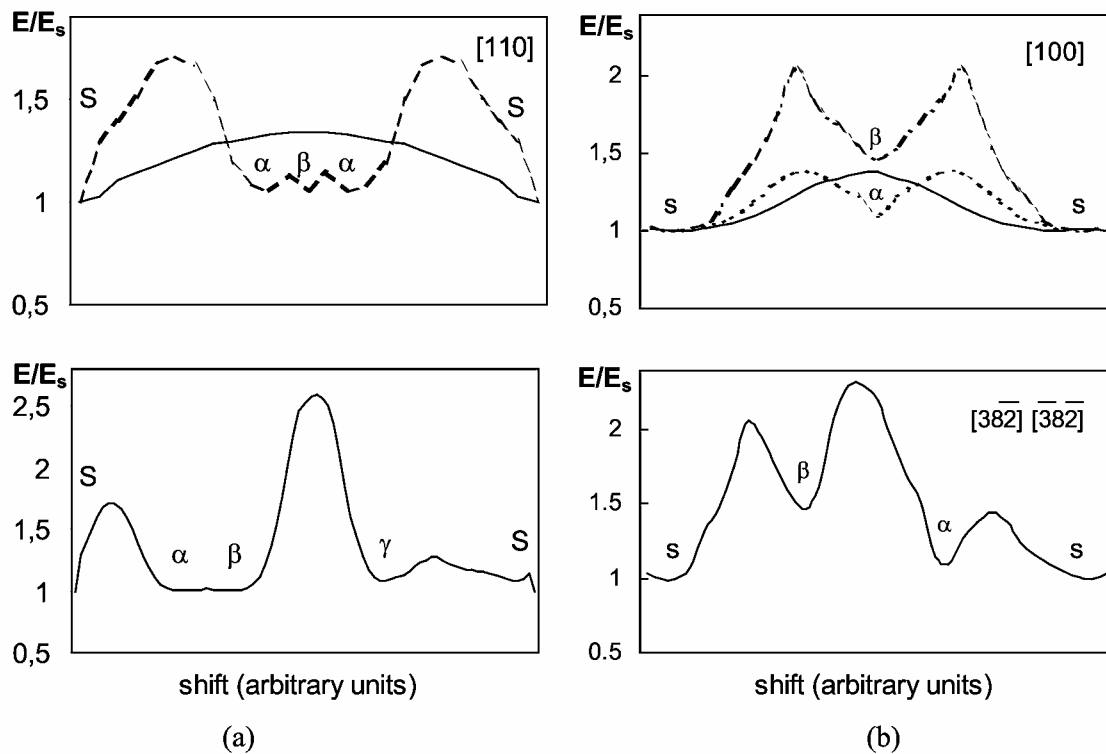 E/Eₛ
[110]
1,5
S
S
α β α
1
0,5
E/Eₛ
[100]
2
1,5
β
α
s
s
1
0,5
E/Eₛ
2,5
2
S
1,5
α β
γ
S
1
0,5
shift (arbitrary units)
(a)
E/Eₛ
[38̅2̅] [3̅8̅2̅]
2
β
1.5
α
s
s
1
0.5
shift (arbitrary units)
(b)